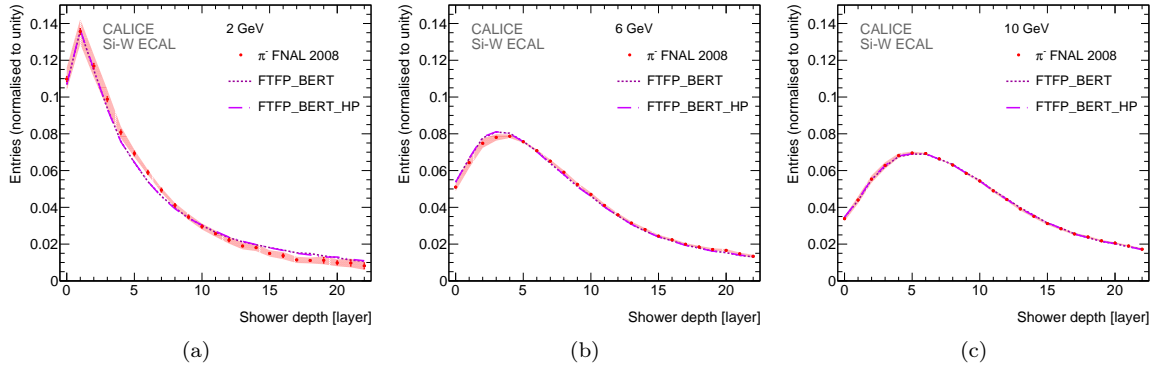 Entries (normalised to unity)
0.14
0.12
0.1
0.08
0.06
0.04
0.02
0
CALICE
Si-W ECAL
2 GeV
π⁻ FNAL 2008
FTFP_BERT
FTFP_BERT_HP
0 5 10 15 20
Shower depth [layer]
(a)
Entries (normalised to unity)
0.14
0.12
0.1
0.08
0.06
0.04
0.02
0
CALICE
Si-W ECAL
6 GeV
π⁻ FNAL 2008
FTFP_BERT
FTFP_BERT_HP
0 5 10 15 20
Shower depth [layer]
(b)
Entries (normalised to unity)
0.14
0.12
0.1
0.08
0.06
0.04
0.02
0
CALICE
Si-W ECAL
10 GeV
π⁻ FNAL 2008
FTFP_BERT
FTFP_BERT_HP
0 5 10 15 20
Shower depth [layer]
(c)